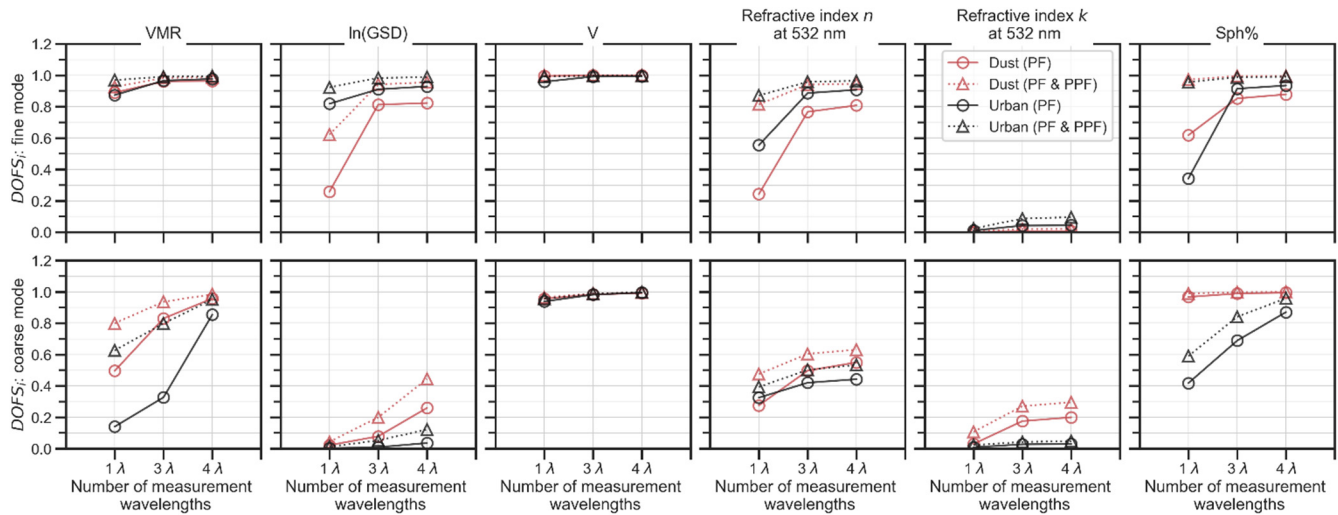 VMR
ln(GSD)
V
Refractive index n
at 532 nm
Refractive index k
at 532 nm
Sph%
DOFSᵢ: fine mode
1.2
1.0
0.8
0.6
0.4
0.2
0.0
Dust (PF)
Dust (PF & PPF)
Urban (PF)
Urban (PF & PPF)
DOFSᵢ: coarse mode
1.2
1.0
0.8
0.6
0.4
0.2
0.0
1 λ 3 λ 4 λ
Number of measurement
wavelengths
1 λ 3 λ 4 λ
Number of measurement
wavelengths
1 λ 3 λ 4 λ
Number of measurement
wavelengths
1 λ 3 λ 4 λ
Number of measurement
wavelengths
1 λ 3 λ 4 λ
Number of measurement
wavelengths
1 λ 3 λ 4 λ
Number of measurement
wavelengths